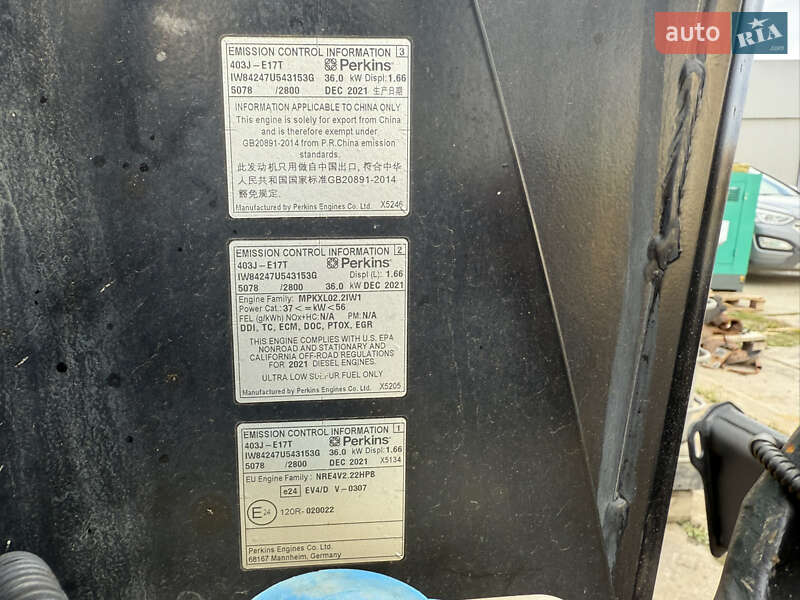 auto RIA
.com
EMISSION CONTROL INFORMATION 3
403J-E17T Perkins
IW84247U543153G 36.0 kW Displ:1.66
5078 /2800 DEC 2021 生产日期
INFORMATION APPLICABLE TO CHINA ONLY
This engine is solely for export from China
and is therefore exempt under
GB20891-2014 from P.R.China emission
standards.
此发动机只用做自中国出口, 符合中华
人民共和国国家标准GB20891-2014
豁免规定.
Manufactured by Perkins Engines Co. Ltd. X5246
EMISSION CONTROL INFORMATION 2
403J-E17T Perkins
IW84247U543153G Displ (L): 1.66
5078 /2800 36.0 kW DEC 2021
Engine Family: MPKXL02.2IW1
Power Cat.: 37<=kW<56
FEL (g/kWh) NOx+HC: N/A PM: N/A
DDI, TC, ECM, DOC, PTOX, EGR
THIS ENGINE COMPLIES WITH U.S. EPA
NONROAD AND STATIONARY AND
CALIFORNIA OFF-ROAD REGULATIONS
FOR 2021 DIESEL ENGINES.
ULTRA LOW SULFUR FUEL ONLY
Manufactured by Perkins Engines Co. Ltd. X5205
EMISSION CONTROL INFORMATION 1
403J-E17T Perkins
IW84247U543153G 36.0 kW Displ:1.66
5078 /2800 DEC 2021 X5134
EU Engine Family: NRE4V2.22HPB
e24 EV4/D V-0307
E24 120R-020022
Perkins Engines Co. Ltd.
68167 Mannheim, Germany